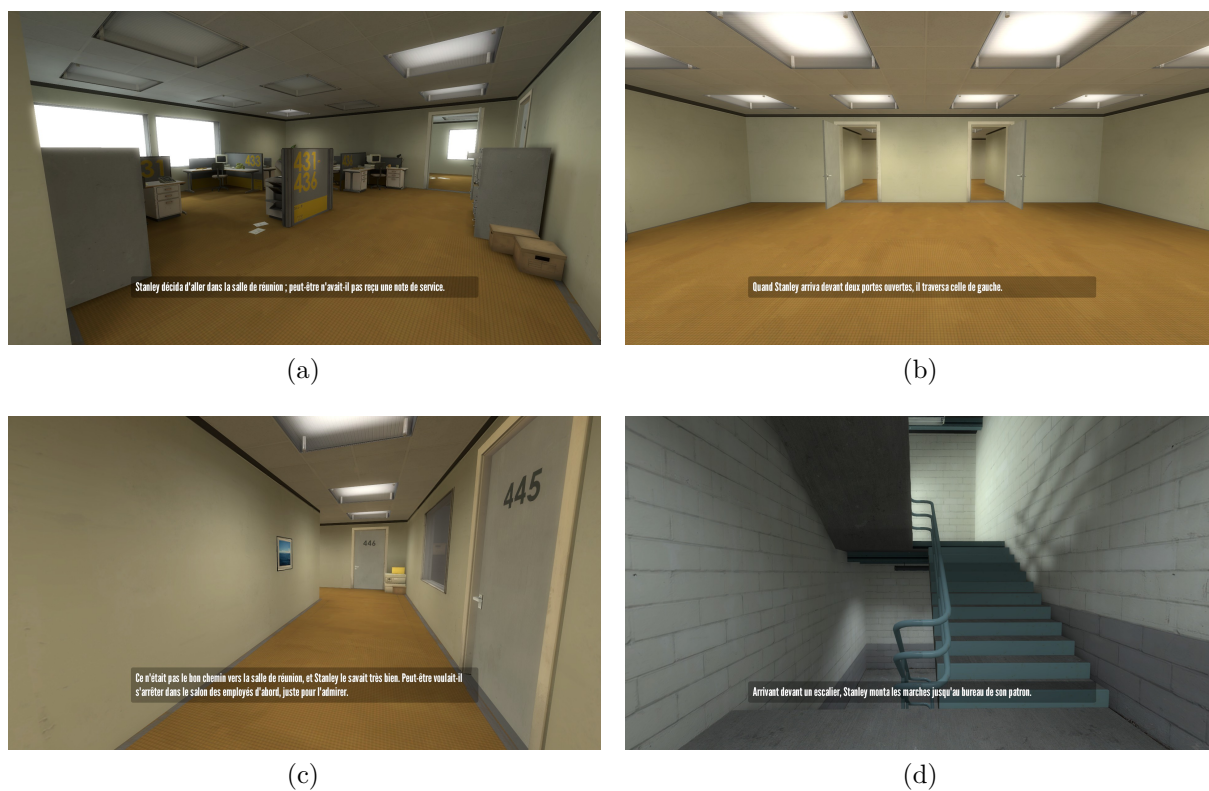 431-
436
433
Stanley décida d'aller dans la salle de réunion ; peut-être n'avait-il pas reçu une note de service.
(a)
Quand Stanley arriva devant deux portes ouvertes, il traversa celle de gauche.
(b)
445
446
Ce n'était pas le bon chemin vers la salle de réunion, et Stanley le savait très bien. Peut-être voulait-il
s'arrêter dans le salon des employés d'abord, juste pour l'admirer.
(c)
Arrivant devant un escalier, Stanley monta les marches jusqu'au bureau de son patron.
(d)